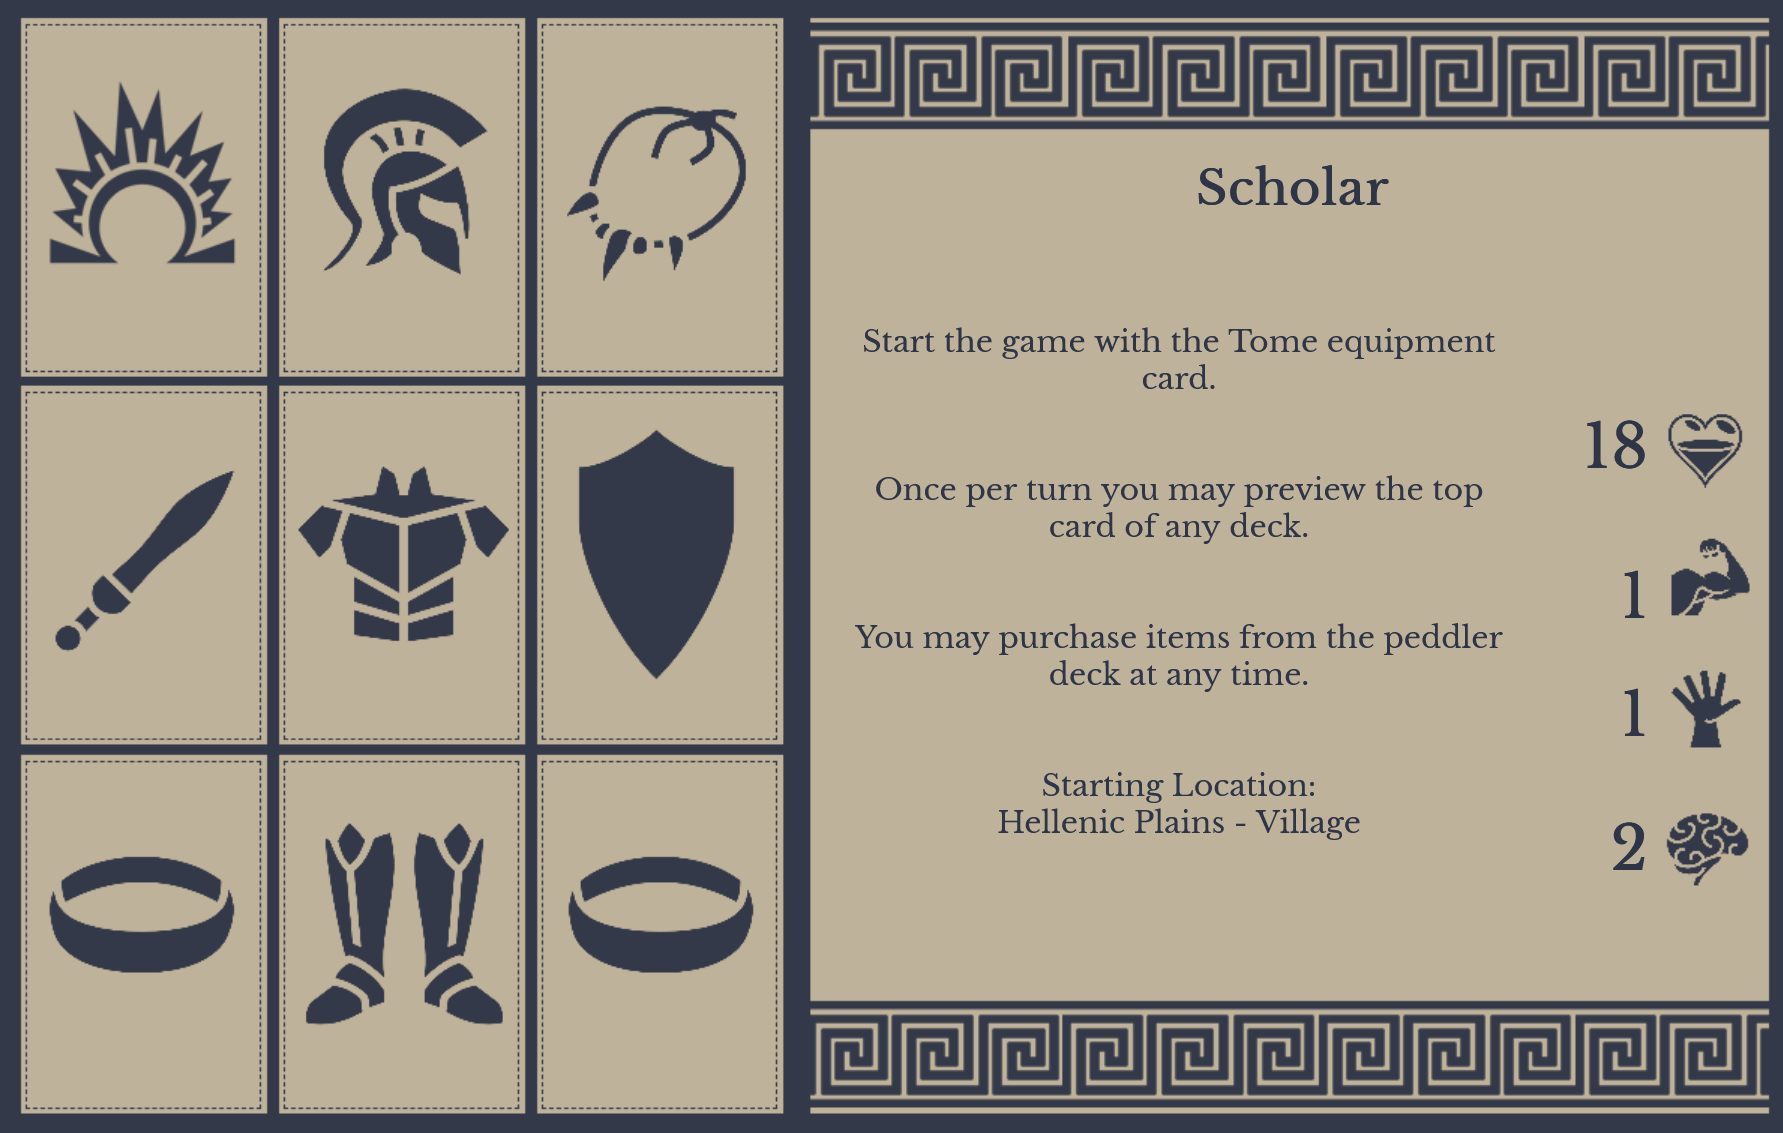 Scholar
Start the game with the Tome equipment
card.
Once per turn you may preview the top
card of any deck.
You may purchase items from the peddler
deck at any time.
Starting Location:
Hellenic Plains - Village
18
1
1
2